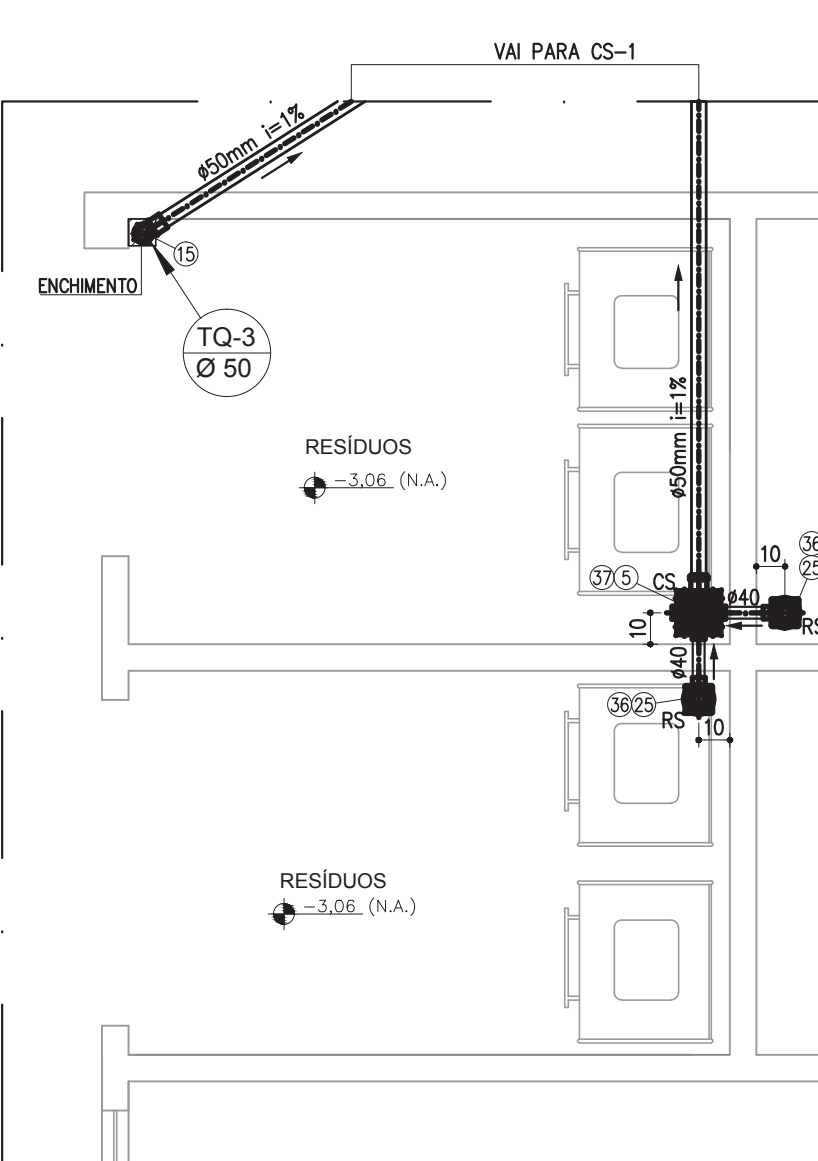 VAI PARA CS-1
ø50mm i=1%
15
ENCHIMENTO
TQ-3
Ø 50
ø50mm i=1%
RESÍDUOS
-3,06 (N.A.)
36
25
10
37 5
CS
ø40
RS
10
ø40
36 25
RS
10
RESÍDUOS
-3,06 (N.A.)